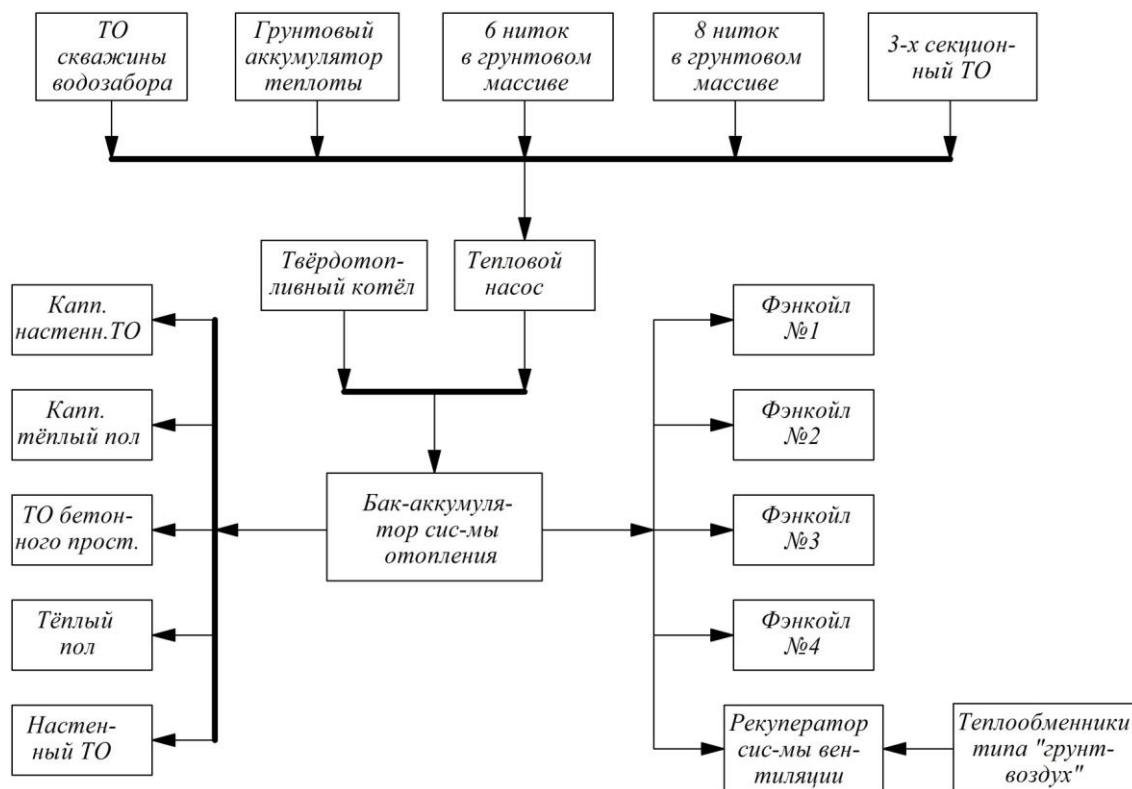 ТО
скважины
водозабора
Грунтовый
аккумулятор
теплоты
6 ниток
в грунтовом
массиве
8 ниток
в грунтовом
массиве
3-х секцион-
ный ТО
Твёрдотоп-
ливный котёл
Тепловой
насос
Капп.
настенн.ТО
Капп.
тёплый пол
ТО бетон-
ного прост.
Тёплый
пол
Настен-
ный ТО
Бак-аккумуля-
тор сис-мы
отопления
Фэнкойл
№1
Фэнкойл
№2
Фэнкойл
№3
Фэнкойл
№4
Рекуператор
сис-мы вен-
тиляции
Теплообменники
типа "грунт-
воздух"